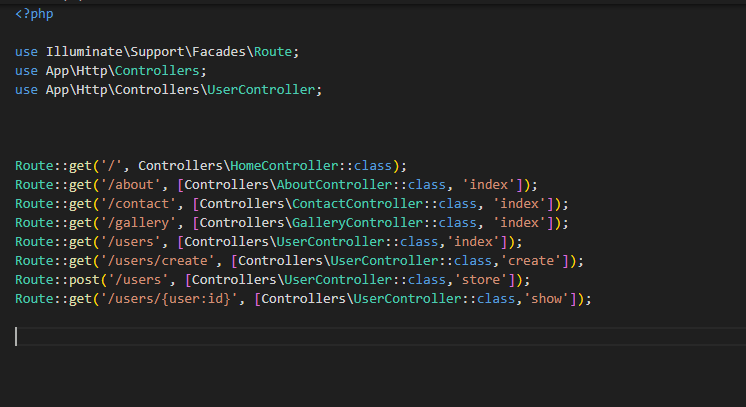 <?php
use Illuminate\Support\Facades\Route;
use App\Http\Controllers;
use App\Http\Controllers\UserController;
Route::get('/', Controllers\HomeController::class);
Route::get('/about', [Controllers\AboutController::class, 'index']);
Route::get('/contact', [Controllers\ContactController::class, 'index']);
Route::get('/gallery', [Controllers\GalleryController::class, 'index']);
Route::get('/users', [Controllers\UserController::class,'index']);
Route::get('/users/create', [Controllers\UserController::class,'create']);
Route::post('/users', [Controllers\UserController::class,'store']);
Route::get('/users/{user:id}', [Controllers\UserController::class,'show']);